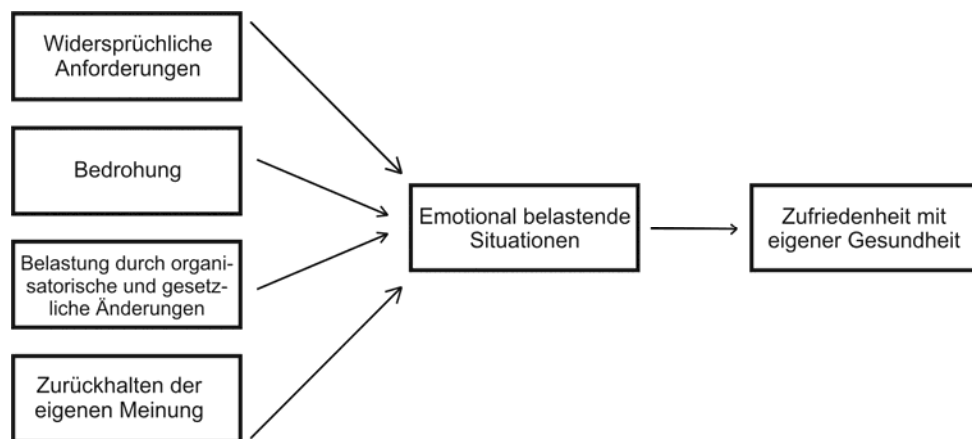 Widersprüchliche
Anforderungen
Bedrohung
Belastung durch organi-
satorische und gesetz-
liche Änderungen
Zurückhalten der
eigenen Meinung
Emotional belastende
Situationen
Zufriedenheit mit
eigener Gesundheit